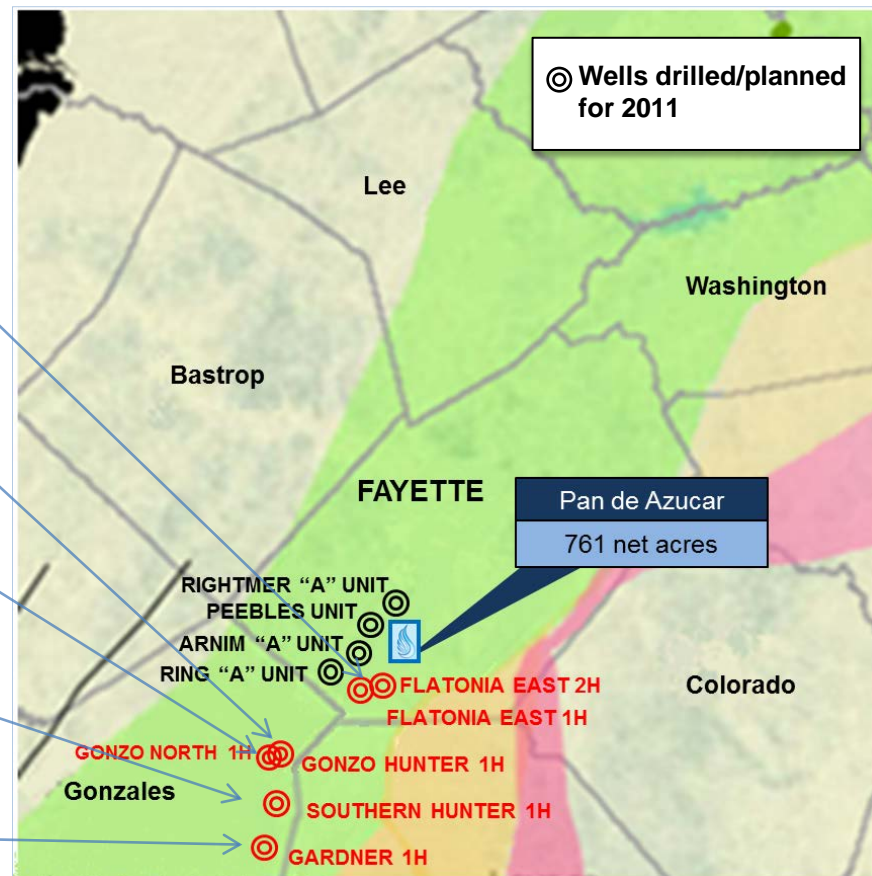 Wells drilled/planned
for 2011
Lee
Washington
Bastrop
FAYETTE
Pan de Azucar
761 net acres
RIGHTMER “A” UNIT
PEEBLES UNIT
ARNIM “A” UNIT
RING “A” UNIT
FLATONIA EAST 2H
Colorado
FLATONIA EAST 1H
GONZO NORTH 1H
GONZO HUNTER 1H
Gonzales
SOUTHERN HUNTER 1H
GARDNER 1H